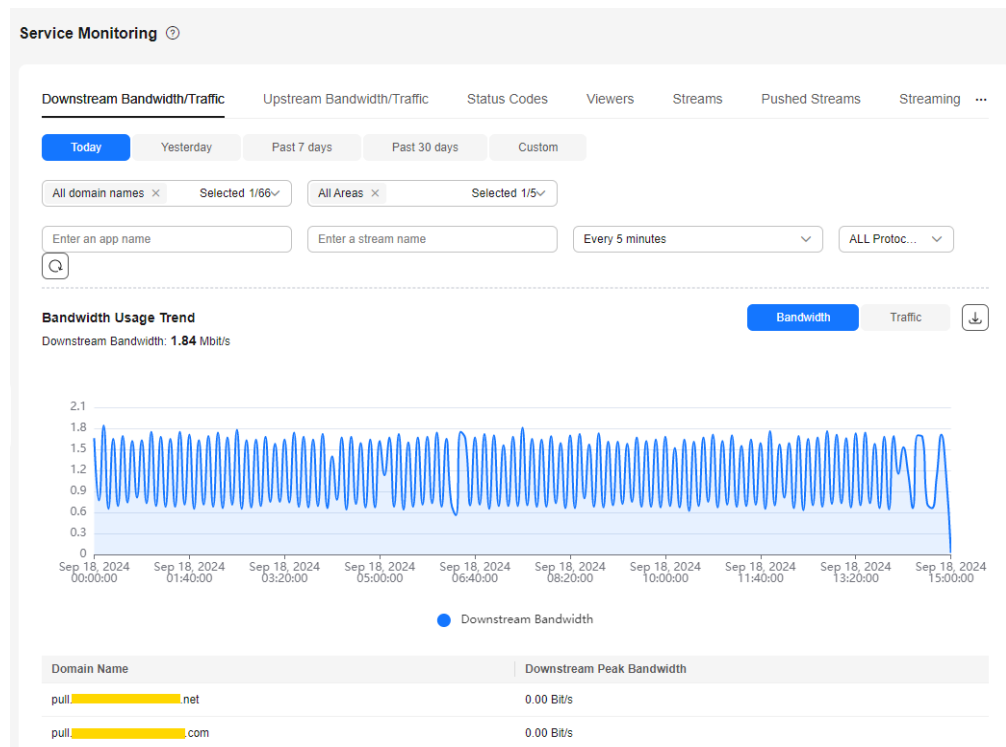 Service Monitoring ?
Downstream Bandwidth/Traffic Upstream Bandwidth/Traffic Status Codes Viewers Streams Pushed Streams Streaming ...
Today Yesterday Past 7 days Past 30 days Custom
All domain names × Selected 1/66 All Areas × Selected 1/5
Enter an app name Enter a stream name Every 5 minutes ALL Protoc...
Bandwidth Usage Trend Bandwidth Traffic
Downstream Bandwidth: 1.84 Mbit/s
2.1
1.8
1.5
1.2
0.9
0.6
0.3
0
Sep 18, 2024 Sep 18, 2024 Sep 18, 2024 Sep 18, 2024 Sep 18, 2024 Sep 18, 2024 Sep 18, 2024 Sep 18, 2024 Sep 18, 2024 Sep 18, 2024
00:00:00 01:40:00 03:20:00 05:00:00 06:40:00 08:20:00 10:00:00 11:40:00 13:20:00 15:00:00
Downstream Bandwidth
Domain Name Downstream Peak Bandwidth
pull. .net 0.00 Bit/s
pull. .com 0.00 Bit/s